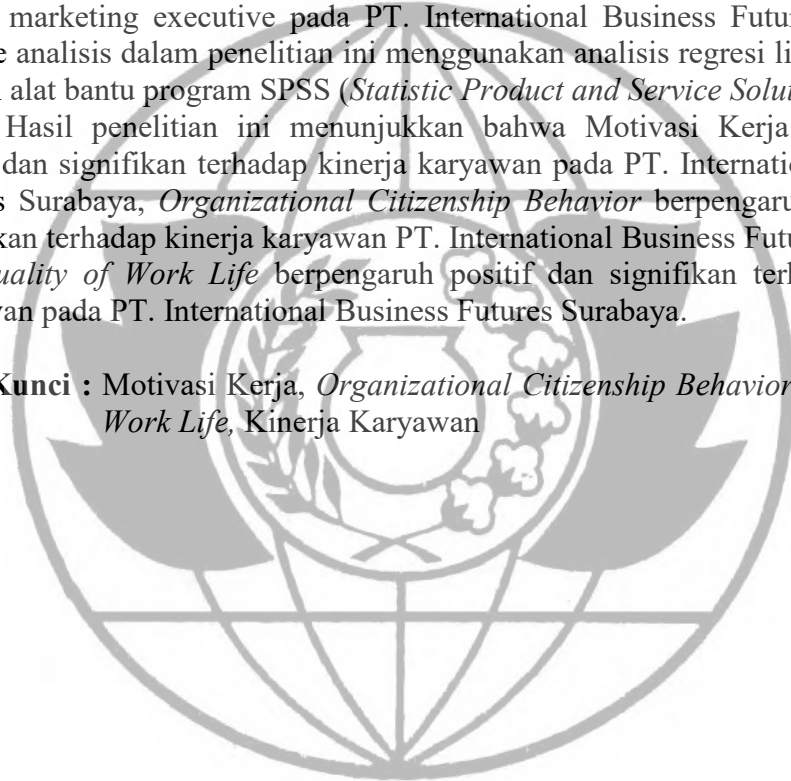 marketing executive pada PT. International Business Futur
analisis dalam penelitian ini menggunakan analisis regresi li
alat bantu program SPSS (Statistic Product and Service Solut
Hasil penelitian ini menunjukkan bahwa Motivasi Kerja
dan signifikan terhadap kinerja karyawan pada PT. Internatio
s Surabaya, Organizational Citizenship Behavior berpengaru
kan terhadap kinerja karyawan PT. International Business Futu
uality of Work Life berpengaruh positif dan signifikan terh
wan pada PT. International Business Futures Surabaya.
Kunci : Motivasi Kerja, Organizational Citizenship Behavior
Work Life, Kinerja Karyawan